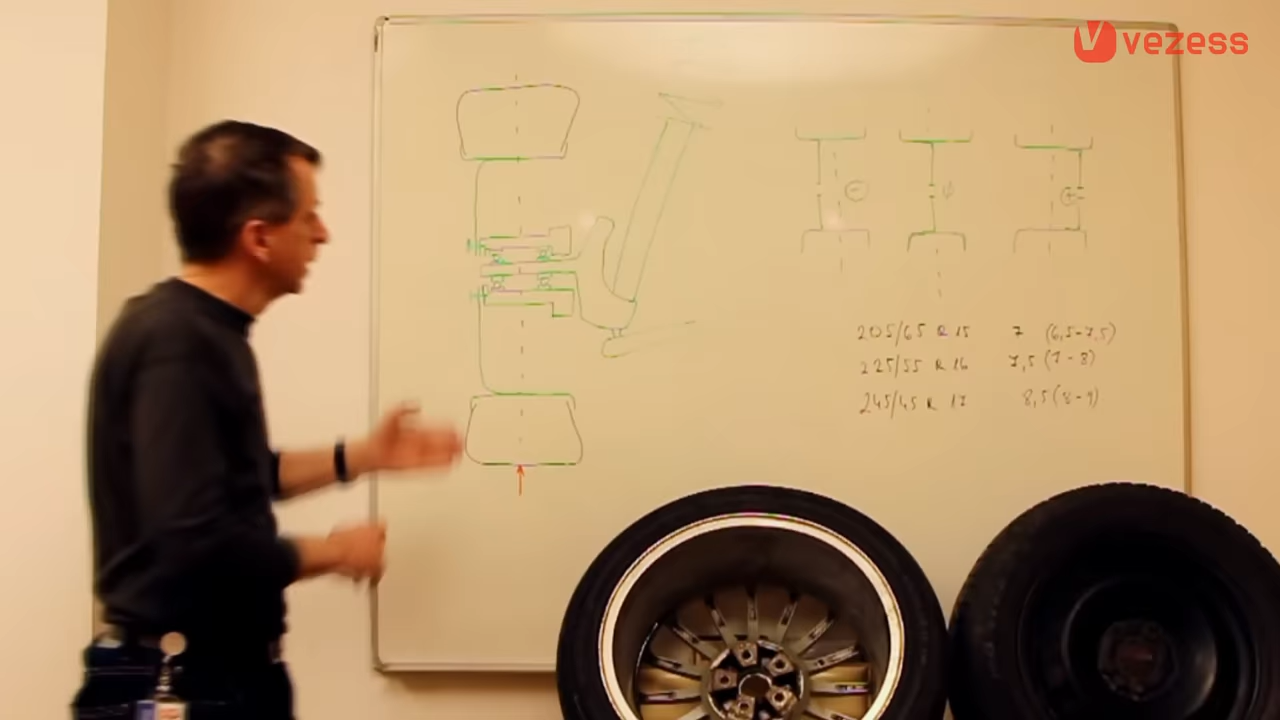 vezess
205/65 R 15 7 (6,5-7,5)
225/55 R 16 7,5 (7-8)
245/45 R 17 8,5 (8-9)